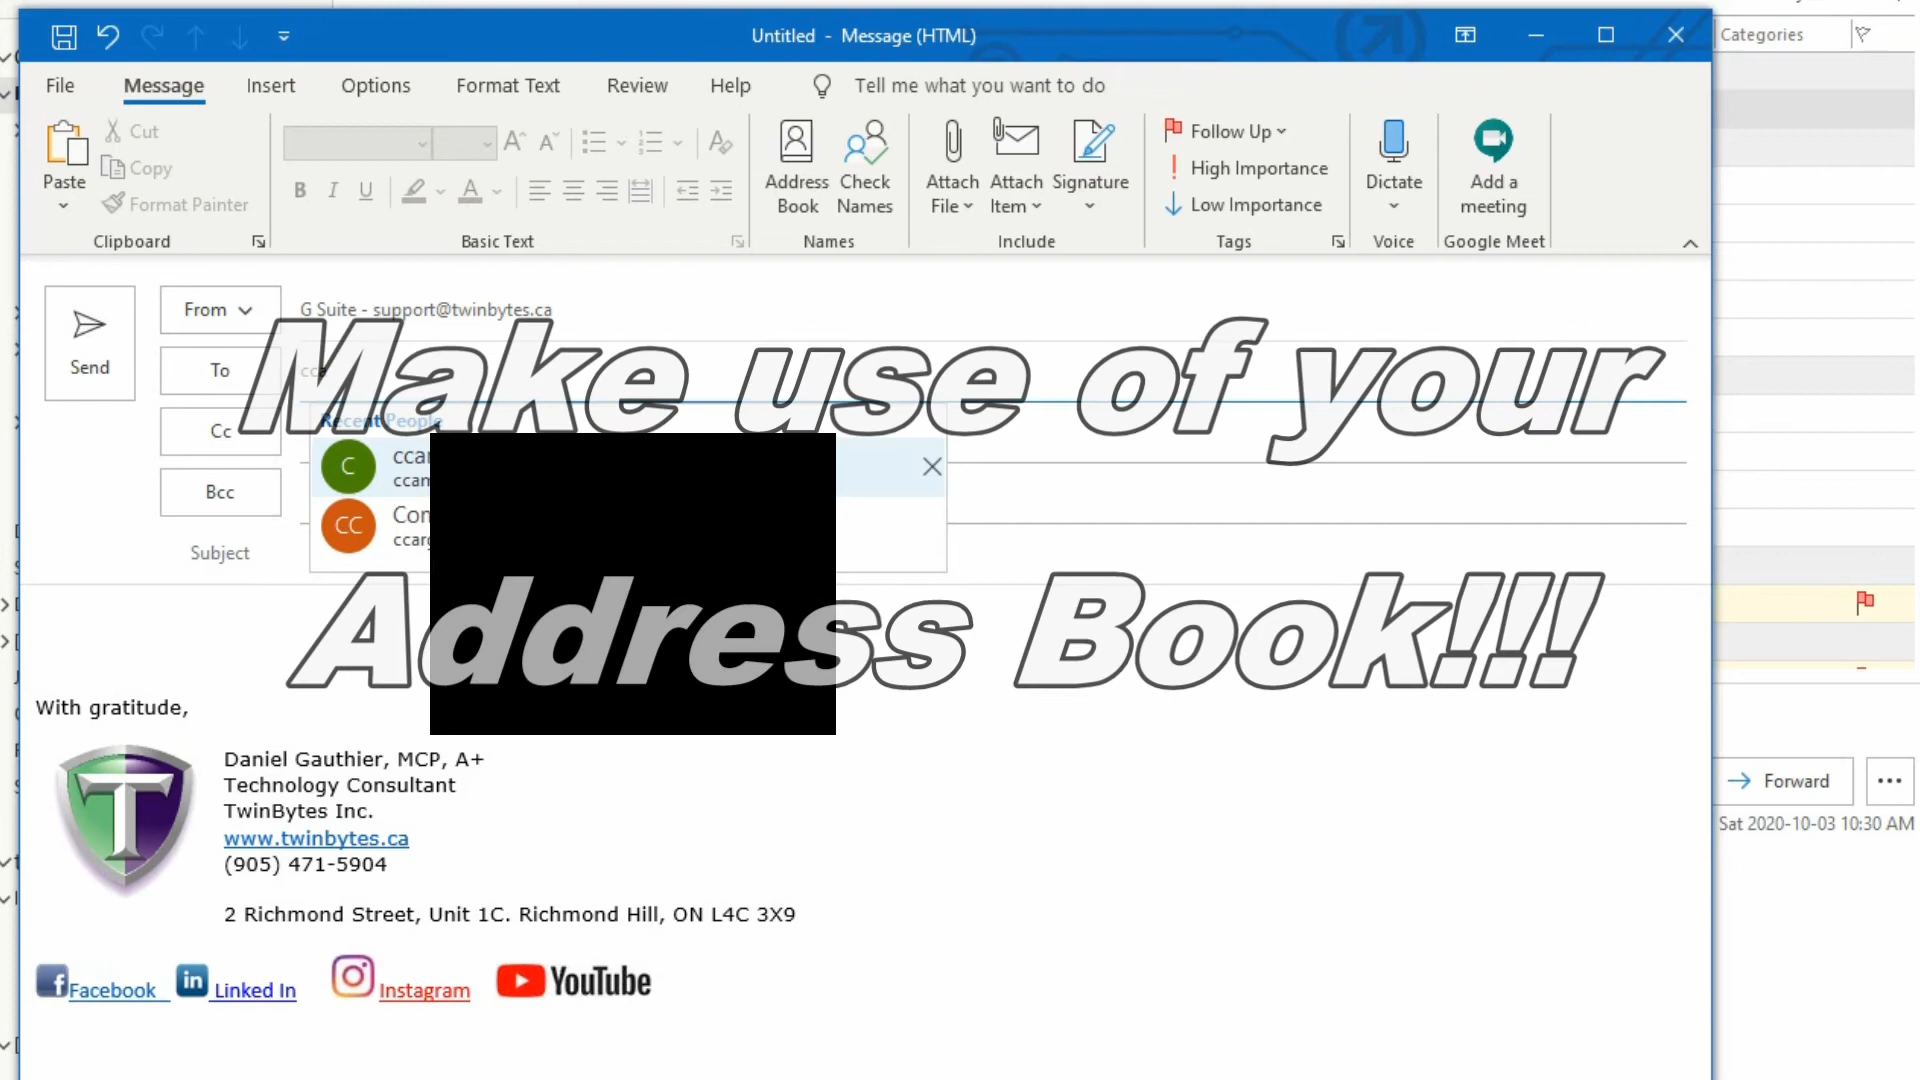 Untitled - Message (HTML)
Categories
File Message Insert Options Format Text Review Help Tell me what you want to do
Paste
Cut
Copy
Format Painter
Clipboard
B I U
Basic Text
Address Book
Check Names
Names
Attach File
Attach Item
Signature
Include
Follow Up
High Importance
Low Importance
Tags
Dictate
Voice
Add a meeting
Google Meet
Send
From
G Suite - support@twinbytes.ca
To
cca
Cc
Bcc
Subject
Recent People
C
CC
Make use of your
Address Book!!!
With gratitude,
Daniel Gauthier, MCP, A+
Technology Consultant
TwinBytes Inc.
www.twinbytes.ca
(905) 471-5904
2 Richmond Street, Unit 1C. Richmond Hill, ON L4C 3X9
Facebook Linked In Instagram YouTube
Forward
Sat 2020-10-03 10:30 AM